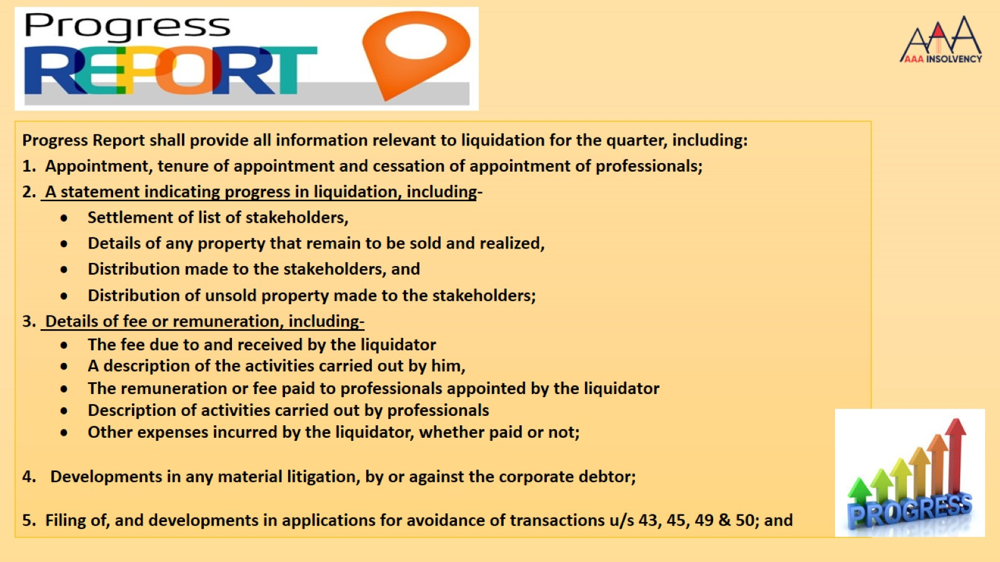 Progress
REPORT
AAA INSOLVENCY
Progress Report shall provide all information relevant to liquidation for the quarter, including:
1. Appointment, tenure of appointment and cessation of appointment of professionals;
2. A statement indicating progress in liquidation, including-
• Settlement of list of stakeholders,
• Details of any property that remain to be sold and realized,
• Distribution made to the stakeholders, and
• Distribution of unsold property made to the stakeholders;
3. Details of fee or remuneration, including-
• The fee due to and received by the liquidator
• A description of the activities carried out by him,
• The remuneration or fee paid to professionals appointed by the liquidator
• Description of activities carried out by professionals
• Other expenses incurred by the liquidator, whether paid or not;
4. Developments in any material litigation, by or against the corporate debtor;
5. Filing of, and developments in applications for avoidance of transactions u/s 43, 45, 49 & 50; and
PROGRESS